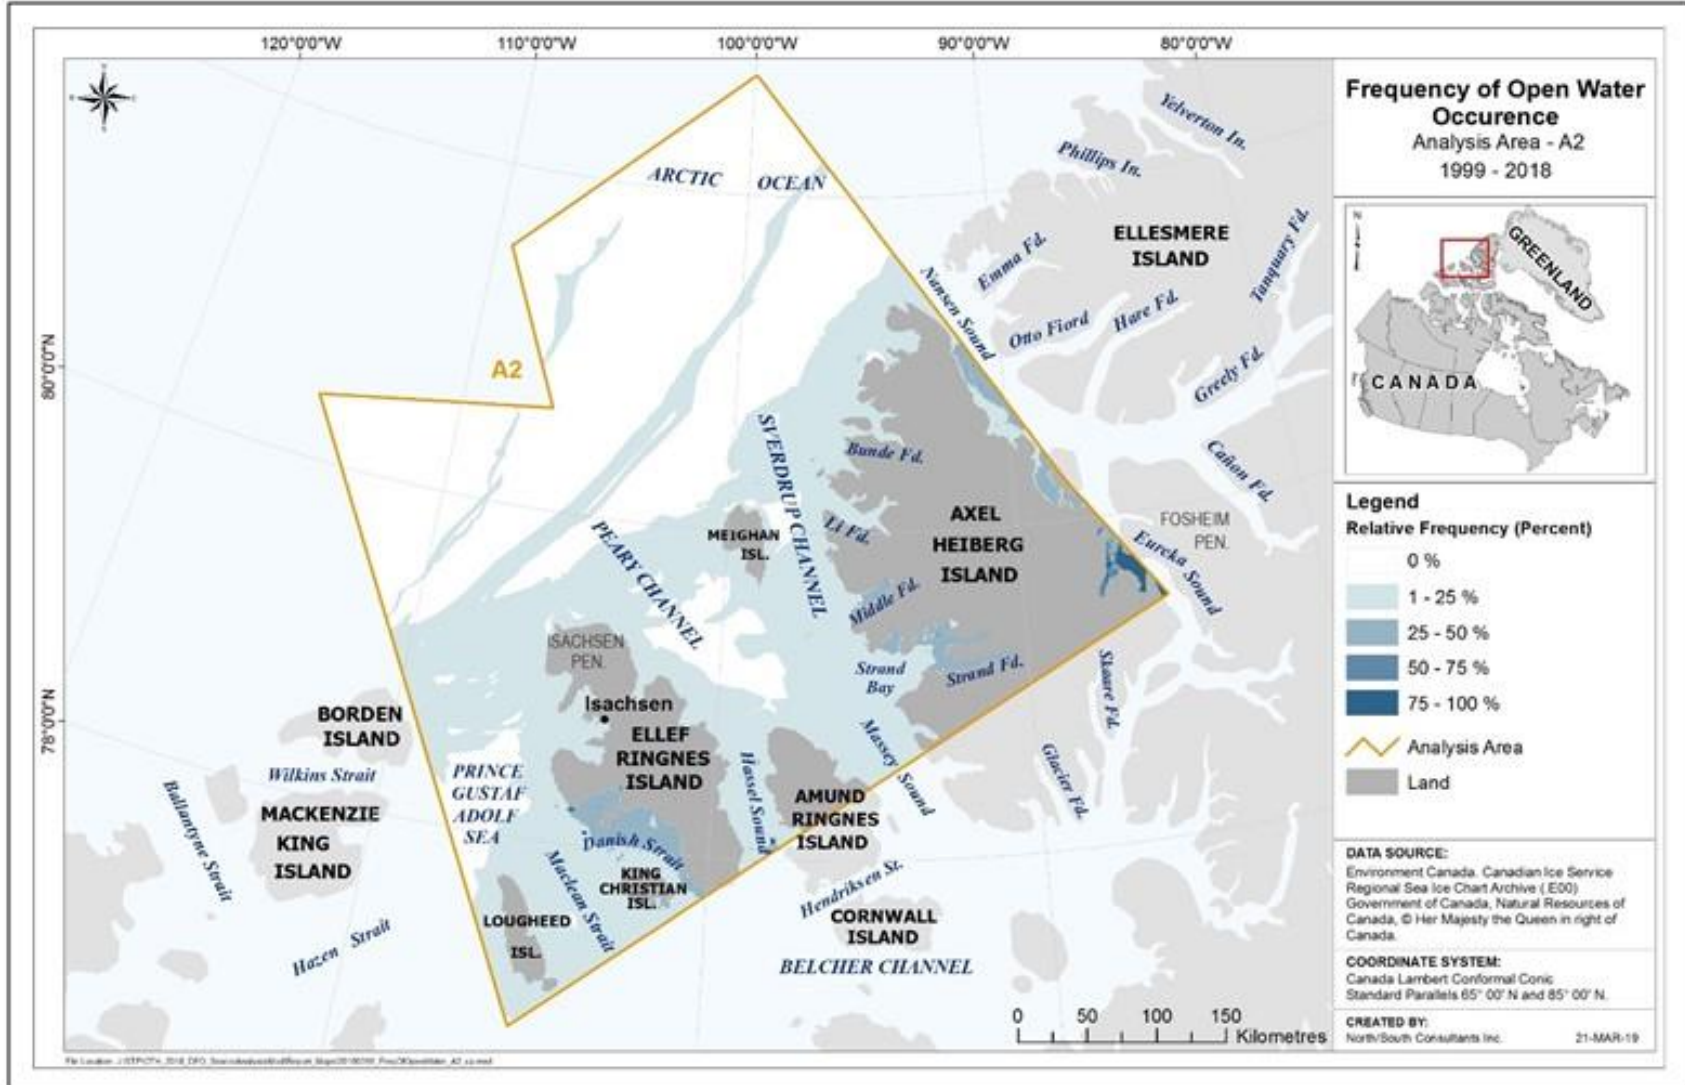 120°0'0"W
110°0'0"W
100°0'0"W
90°0'0"W
80°0'0"W
80°0'0"N
78°0'0"N
ARCTIC OCEAN
A2
Yelverton In.
Phillips In.
ELLESMERE
ISLAND
Emma Fd.
Tanquary Fd.
Nansen Sound
Otto Fiord
Hare Fd.
Greely Fd.
Cañon Fd.
SVERDRUP CHANNEL
Bunde Fd.
PEARY CHANNEL
MEIGHAN
ISL.
Li Fd.
AXEL
HEIBERG
ISLAND
FOSHEIM
PEN.
Eureka Sound
Middle Fd.
ISACHSEN
PEN.
Strand
Bay
Strand Fd.
Skaare Fd.
Isachsen
BORDEN
ISLAND
ELLEF
RINGNES
ISLAND
Massey Sound
Glacier Fd.
Wilkins Strait
PRINCE
GUSTAF
ADOLF
SEA
Hassel Sound
Ballantyne Strait
MACKENZIE
KING
ISLAND
AMUND
RINGNES
ISLAND
Danish Strait
Maclean Strait
KING
CHRISTIAN
ISL.
Hendriksen St.
LOUGHEED
ISL.
CORNWALL
ISLAND
Hazen Strait
BELCHER CHANNEL
0 50 100 150
Kilometres
Frequency of Open Water
Occurence
Analysis Area - A2
1999 - 2018
N
GREENLAND
CANADA
Legend
Relative Frequency (Percent)
0 %
1 - 25 %
25 - 50 %
50 - 75 %
75 - 100 %
Analysis Area
Land
DATA SOURCE:
Environment Canada. Canadian Ice Service
Regional Sea Ice Chart Archive (.E00)
Government of Canada, Natural Resources of
Canada, © Her Majesty the Queen in right of
Canada.
COORDINATE SYSTEM:
Canada Lambert Conformal Conic
Standard Parallels 65° 00' N and 85° 00' N.
CREATED BY:
North/South Consultants Inc. 21-MAR-19